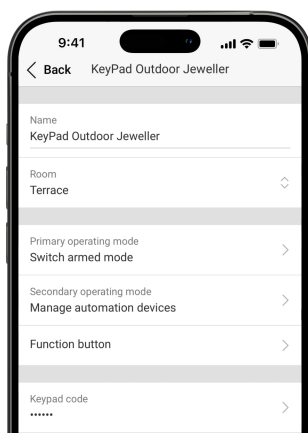 9:41
Back KeyPad Outdoor Jeweller
Name
KeyPad Outdoor Jeweller
Room
Terrace
Primary operating mode
Switch armed mode
Secondary operating mode
Manage automation devices
Function button
Keypad code
••••••